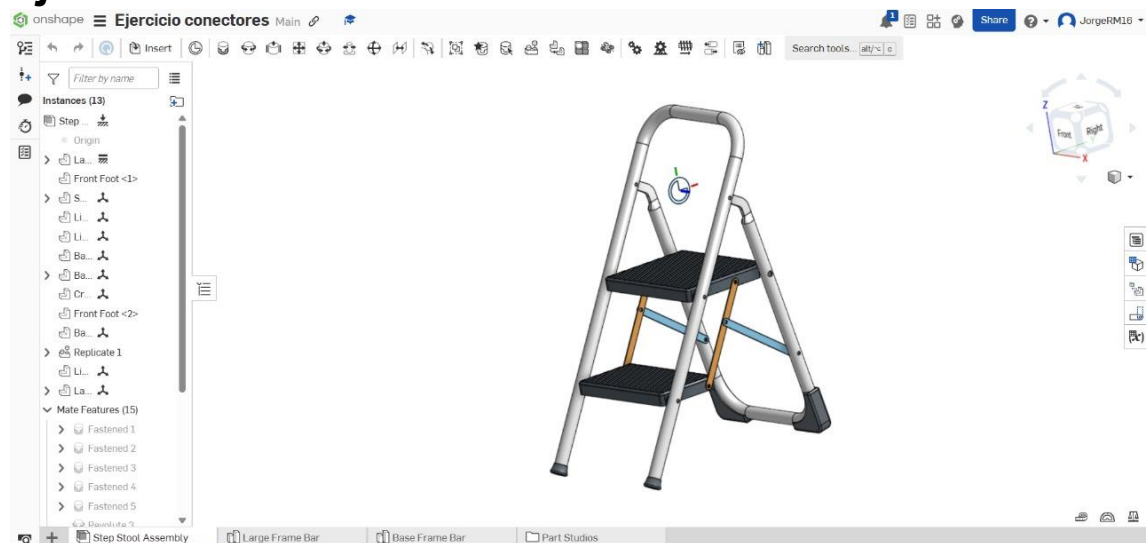 onshape Ejercicio conectores Main
1 Share JorgeRM16
Insert Search tools... alt/⌥ c
Filter by name
Instances (13)
Step ...
Origin
La...
Front Foot <1>
S...
Li...
Li...
Ba...
Ba...
Cr...
Front Foot <2>
Ba...
Replicate 1
Li...
La...
Mate Features (15)
Fastened 1
Fastened 2
Fastened 3
Fastened 4
Fastened 5
Revolute 3
Z
Front Right
X
Step Stool Assembly Large Frame Bar Base Frame Bar Part Studios